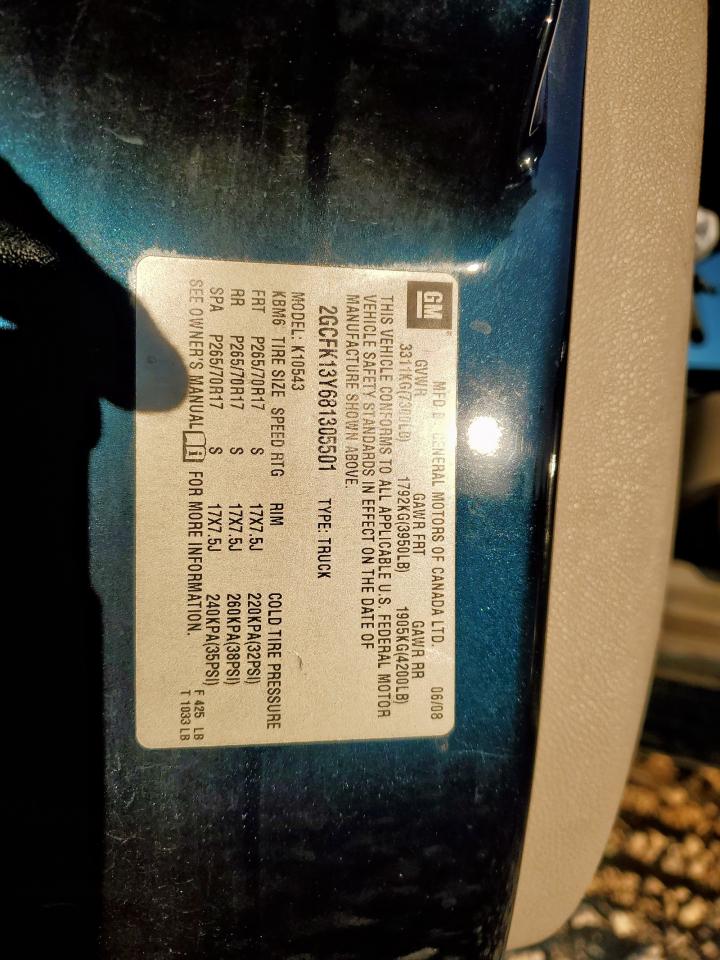 GM
MFD BY GENERAL MOTORS OF CANADA LTD. 06/08
GVWR GAWR FRT GAWR RR
3311KG(7300LB) 1792KG(3950LB) 1905KG(4200LB)
THIS VEHICLE CONFORMS TO ALL APPLICABLE U.S. FEDERAL MOTOR
VEHICLE SAFETY STANDARDS IN EFFECT ON THE DATE OF
MANUFACTURE SHOWN ABOVE.
2GCFK13Y681305501 TYPE: TRUCK
MODEL: K10543
KBM6 TIRE SIZE SPEED RTG RIM COLD TIRE PRESSURE
FRT P265/70R17 S 17X7.5J 220KPA(32PSI)
RR P265/70R17 S 17X7.5J 260KPA(38PSI)
SPA P265/70R17 S 17X7.5J 240KPA(35PSI)
SEE OWNER'S MANUAL i FOR MORE INFORMATION.
F 425 LB
T 1033 LB